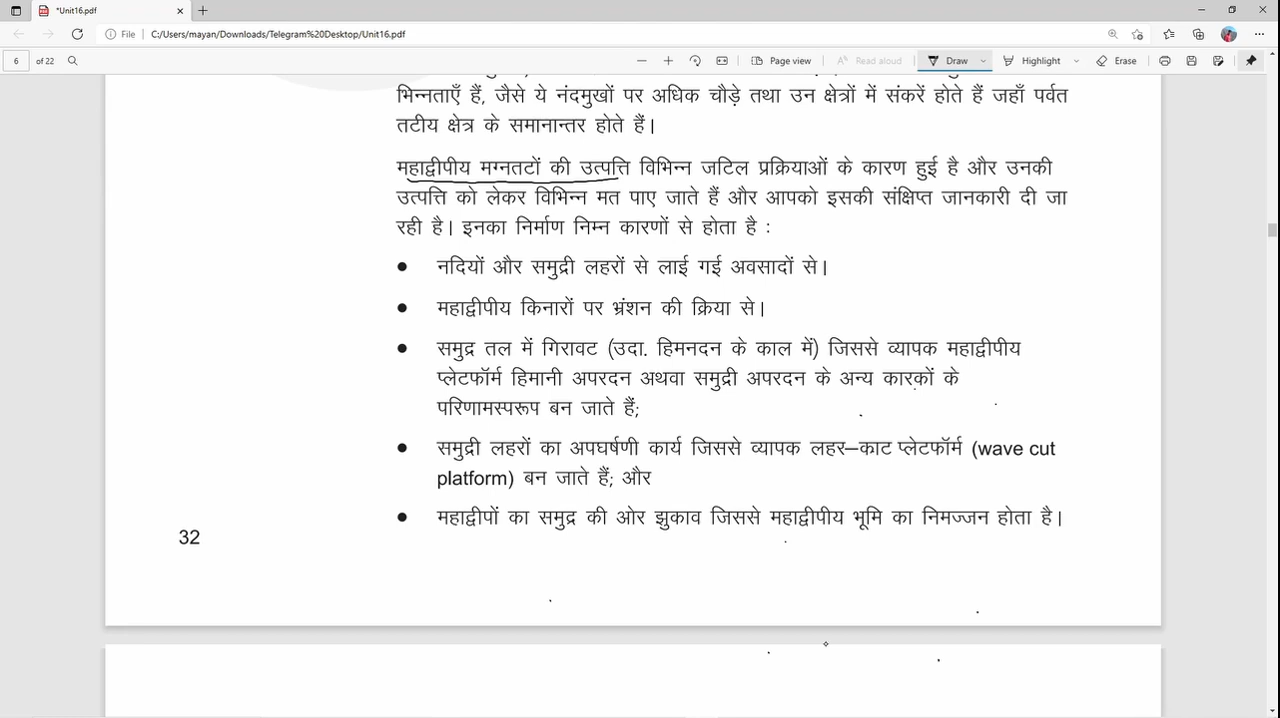 *Unit16.pdf
File C:/Users/mayan/Downloads/Telegram%20Desktop/Unit16.pdf
6 of 22 Page view Read aloud Draw Highlight Erase
भिन्नताएँ हैं, जैसे ये नंदमुखों पर अधिक चौड़े तथा उन क्षेत्रों में संकरें होते हैं जहाँ पर्वत
तटीय क्षेत्र के समानान्तर होते हैं।
महाद्वीपीय मग्नतटों की उत्पत्ति विभिन्न जटिल प्रक्रियाओं के कारण हुई है और उनकी
उत्पत्ति को लेकर विभिन्न मत पाए जाते हैं और आपको इसकी संक्षिप्त जानकारी दी जा
रही है। इनका निर्माण निम्न कारणों से होता है :
● नदियों और समुद्री लहरों से लाई गई अवसादों से।
● महाद्वीपीय किनारों पर भ्रंशन की क्रिया से।
● समुद्र तल में गिरावट (उदा. हिमनदन के काल में) जिससे व्यापक महाद्वीपीय
प्लेटफॉर्म हिमानी अपरदन अथवा समुद्री अपरदन के अन्य कारकों के
परिणामस्परूप बन जाते हैं;
● समुद्री लहरों का अपघर्षणी कार्य जिससे व्यापक लहर–काट प्लेटफॉर्म (wave cut
platform) बन जाते हैं; और
● महाद्वीपों का समुद्र की ओर झुकाव जिससे महाद्वीपीय भूमि का निमज्जन होता है।
32